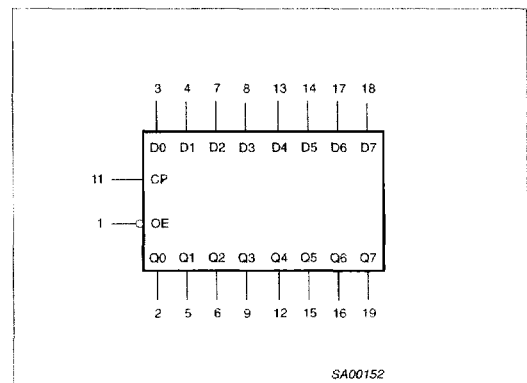 3 4 7 8 13 14 17 18
D0 D1 D2 D3 D4 D5 D6 D7
11 CP
1 OE
Q0 Q1 Q2 Q3 Q4 Q5 Q6 Q7
2 5 6 9 12 15 16 19
SA00152